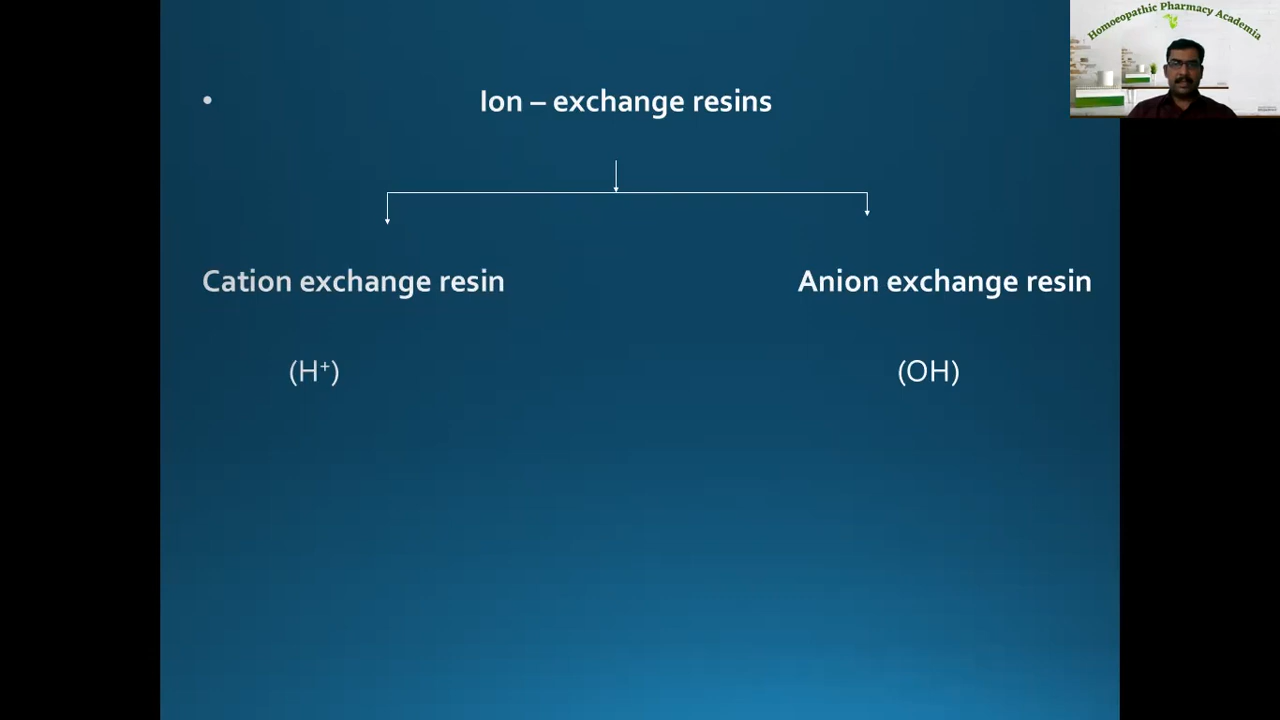 Homoeopathic Pharmacy Academia
• Ion – exchange resins
Cation exchange resin Anion exchange resin
(H⁺) (OH)